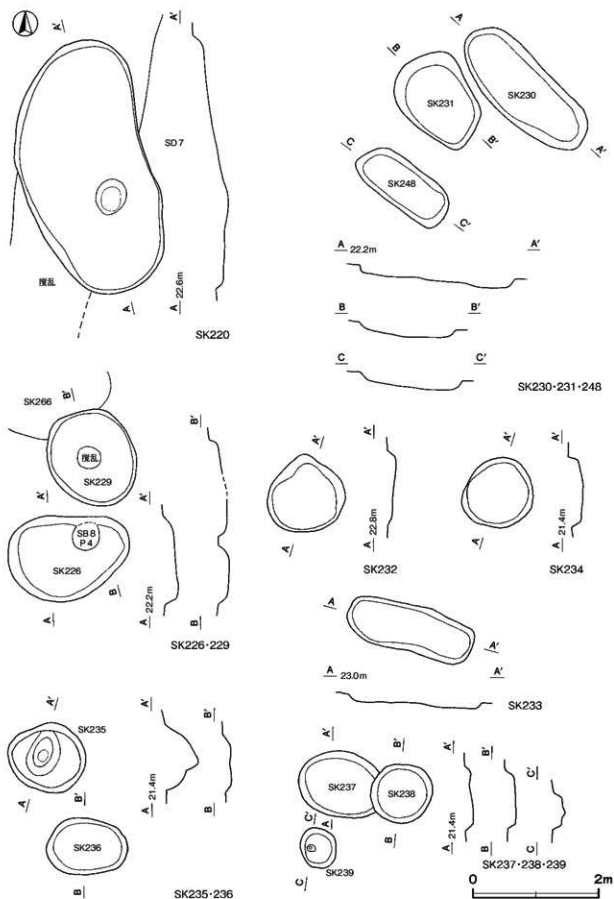 A′
A′
SD7
撹乱
A
A 22.6m
SK220
A
B
SK230
SK231
B′
A′
C
SK248
C′
A 22.2m A′
B B′
C C′
SK230・231・248
SK266
B′
B′
撹乱
SK229
A′
A′
SB8
P4
SK226
B
A
A 22.2m
B
SK226・229
A′
A′
A
A 22.8m
SK232
A′
A′
A
A 21.4m
SK234
A
A′
A 23.0m A′
SK233
A′
SK235
A′
B′
A
B′
A 21.4m
B
SK236
B
SK235・236
A′
B′
A′
B′
SK237
SK238
C′
C′
A
B
SK239
C
A 21.4m
B
C
SK237・238・239
0 2m